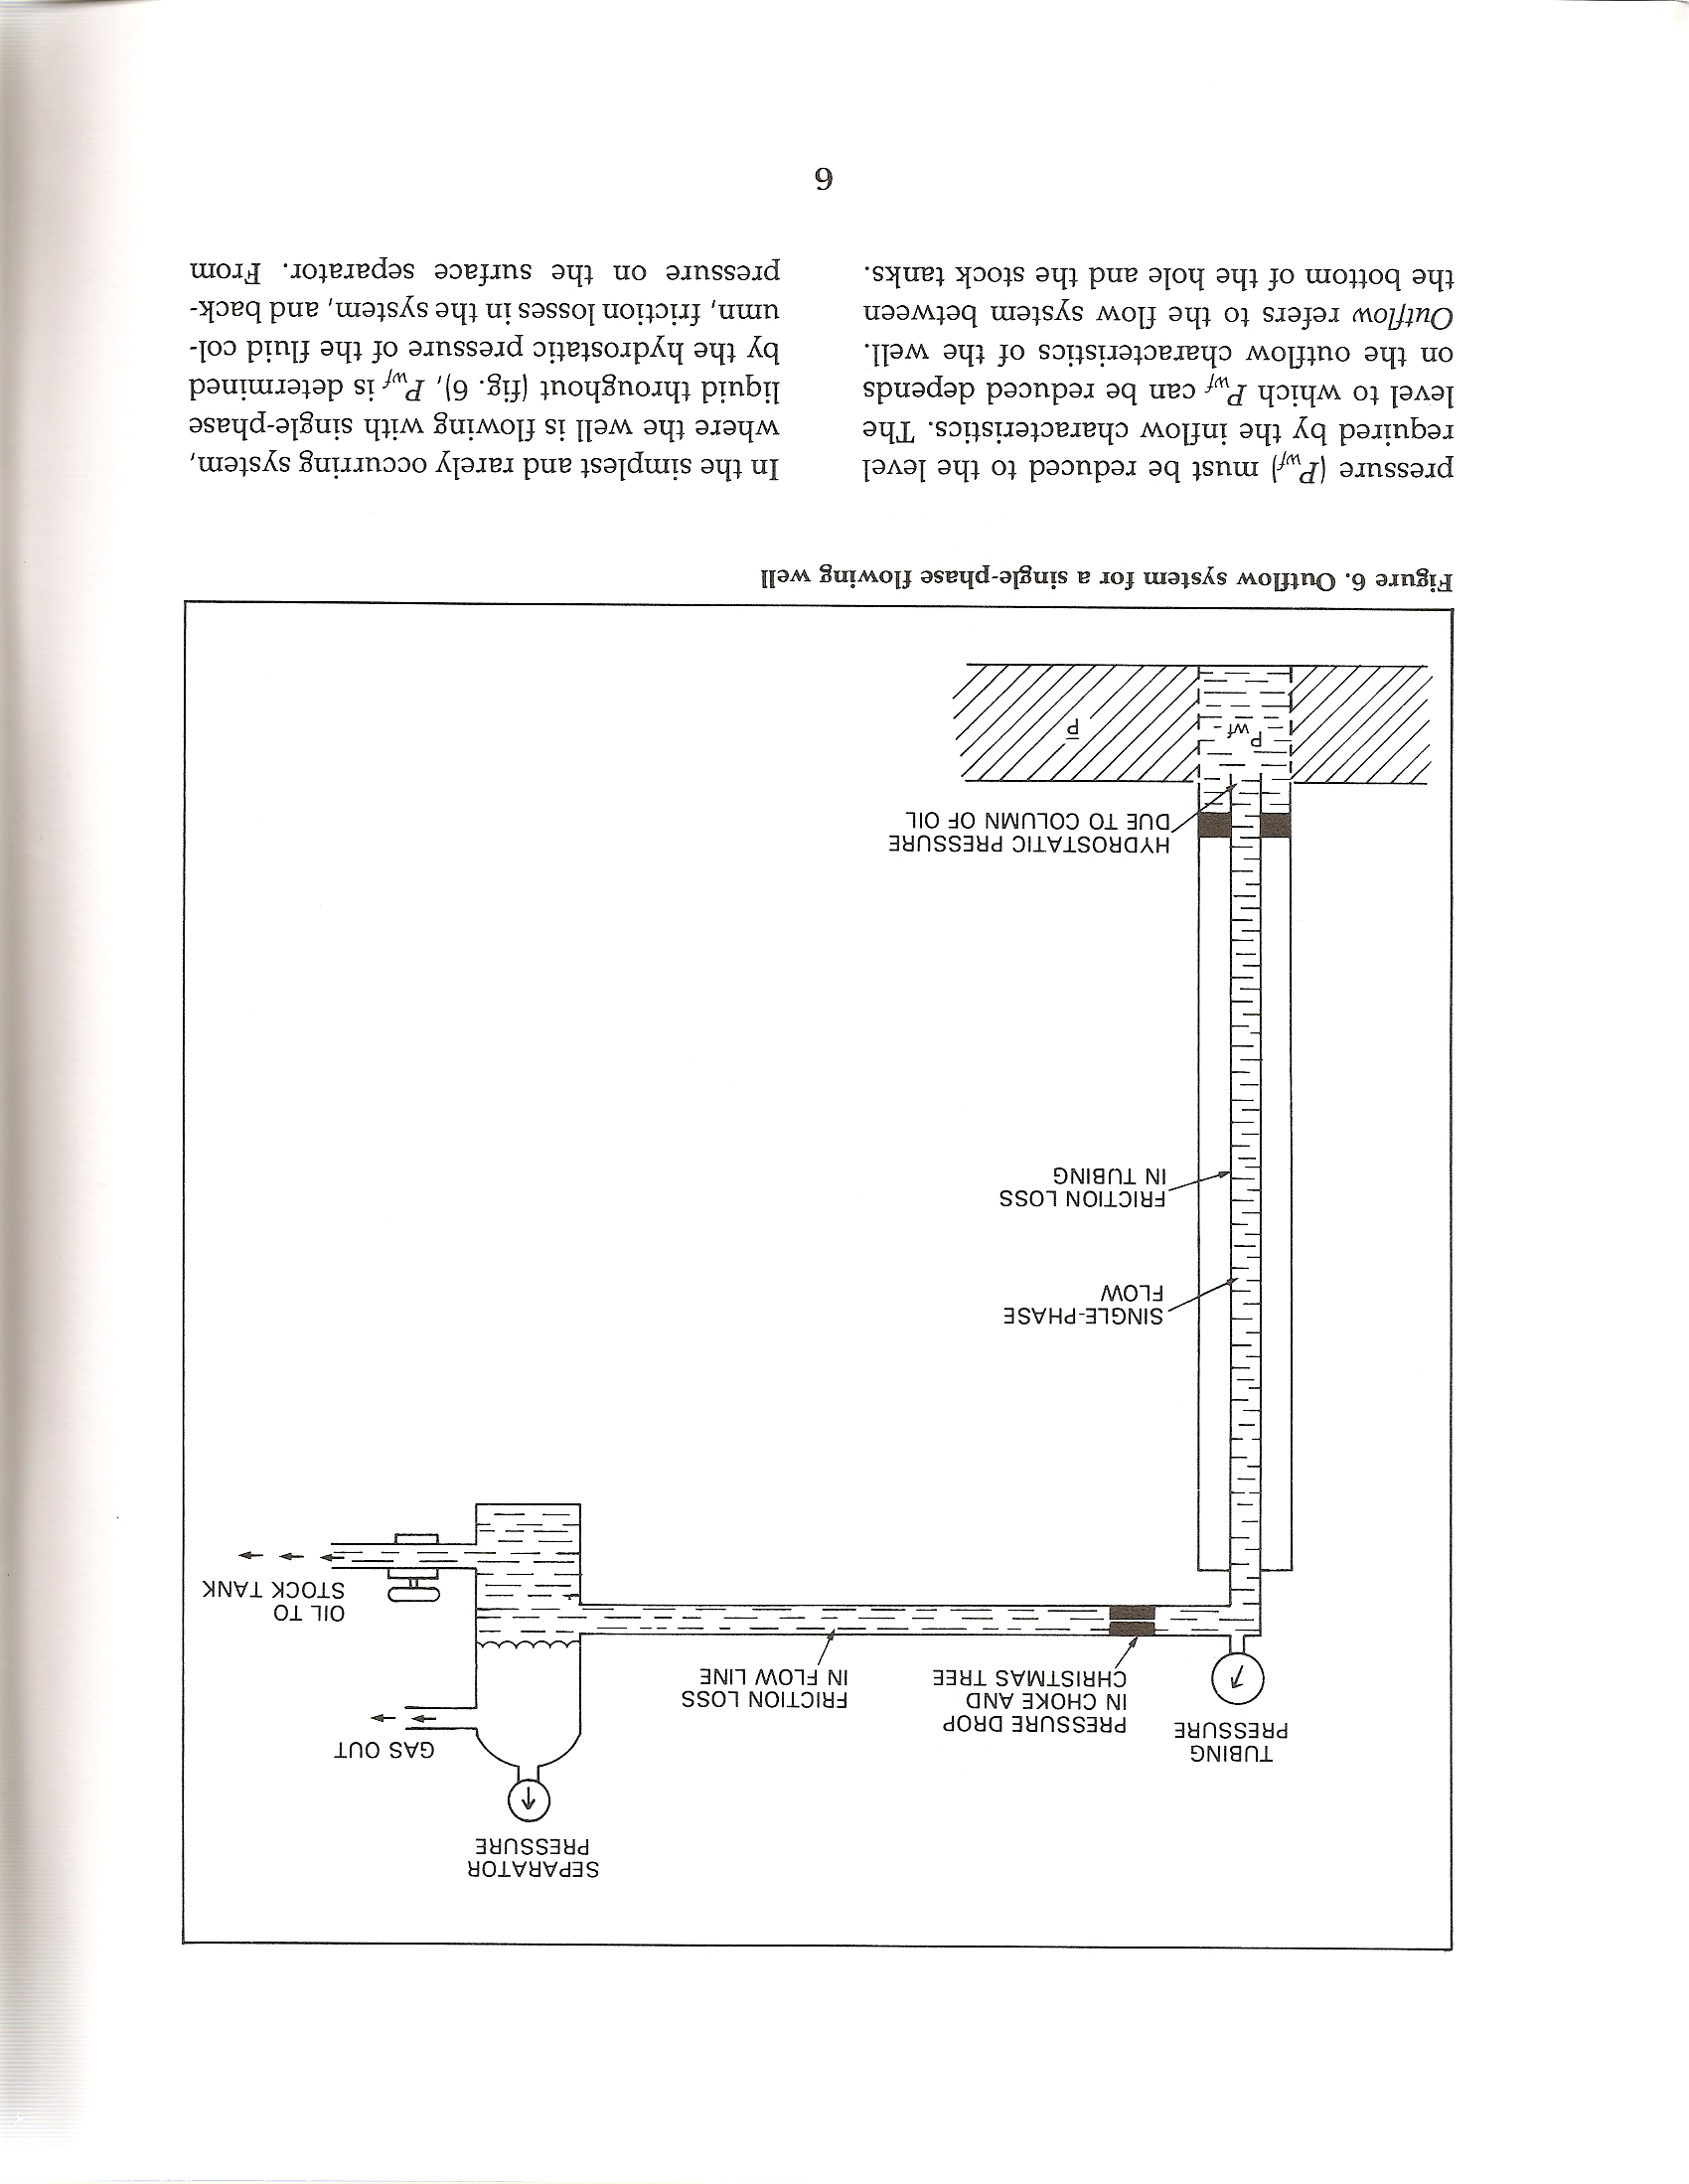 SEPARATOR
PRESSURE
TUBING
PRESSURE
PRESSURE DROP
IN CHOKE AND
CHRISTMAS TREE
FRICTION LOSS
IN FLOW LINE
GAS OUT
OIL TO
STOCK TANK
SINGLE-PHASE
FLOW
FRICTION LOSS
IN TUBING
HYDROSTATIC PRESSURE
DUE TO COLUMN OF OIL
P wf
P̅
Figure 6. Outflow system for a single-phase flowing well
pressure (Pwf) must be reduced to the level
required by the inflow characteristics. The
level to which Pwf can be reduced depends
on the outflow characteristics of the well.
Outflow refers to the flow system between
the bottom of the hole and the stock tanks.
In the simplest and rarely occurring system,
where the well is flowing with single-phase
liquid throughout (fig. 6), Pwf is determined
by the hydrostatic pressure of the fluid col-
umn, friction losses in the system, and back-
pressure on the surface separator. From
9